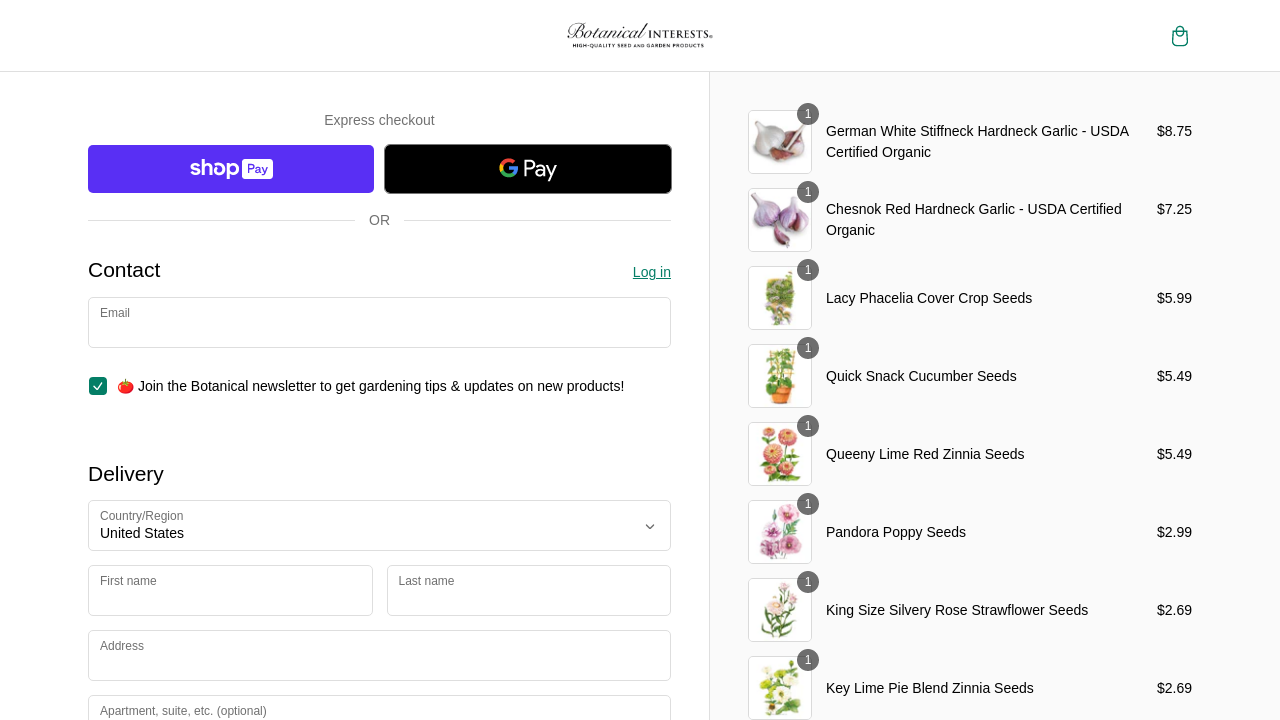 Botanical INTERESTS®
HIGH-QUALITY SEED AND GARDEN PRODUCTS
Express checkout
shop Pay
G Pay
OR
Contact
Log in
Email
Join the Botanical newsletter to get gardening tips & updates on new products!
Delivery
Country/Region
United States
First name
Last name
Address
Apartment, suite, etc. (optional)
1
German White Stiffneck Hardneck Garlic - USDA
Certified Organic
$8.75
1
Chesnok Red Hardneck Garlic - USDA Certified
Organic
$7.25
1
Lacy Phacelia Cover Crop Seeds
$5.99
1
Quick Snack Cucumber Seeds
$5.49
1
Queeny Lime Red Zinnia Seeds
$5.49
1
Pandora Poppy Seeds
$2.99
1
King Size Silvery Rose Strawflower Seeds
$2.69
1
Key Lime Pie Blend Zinnia Seeds
$2.69